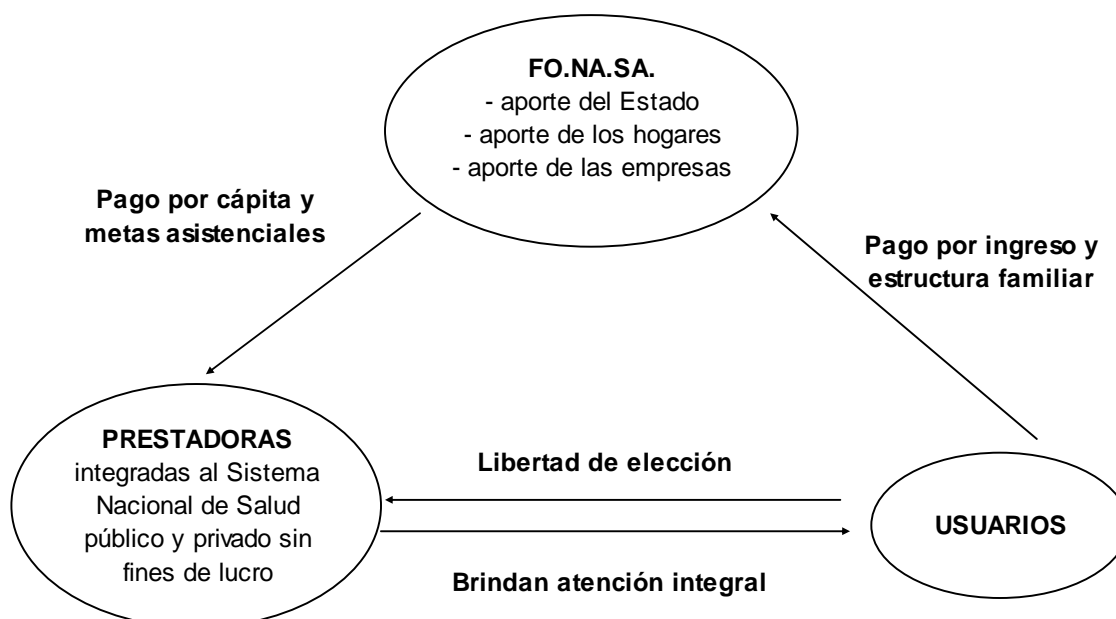 FO.NA.SA.
- aporte del Estado
- aporte de los hogares
- aporte de las empresas
Pago por cápita y
metas asistenciales
Pago por ingreso y
estructura familiar
PRESTADORAS
integradas al Sistema
Nacional de Salud
público y privado sin
fines de lucro
Libertad de elección
USUARIOS
Brindan atención integral